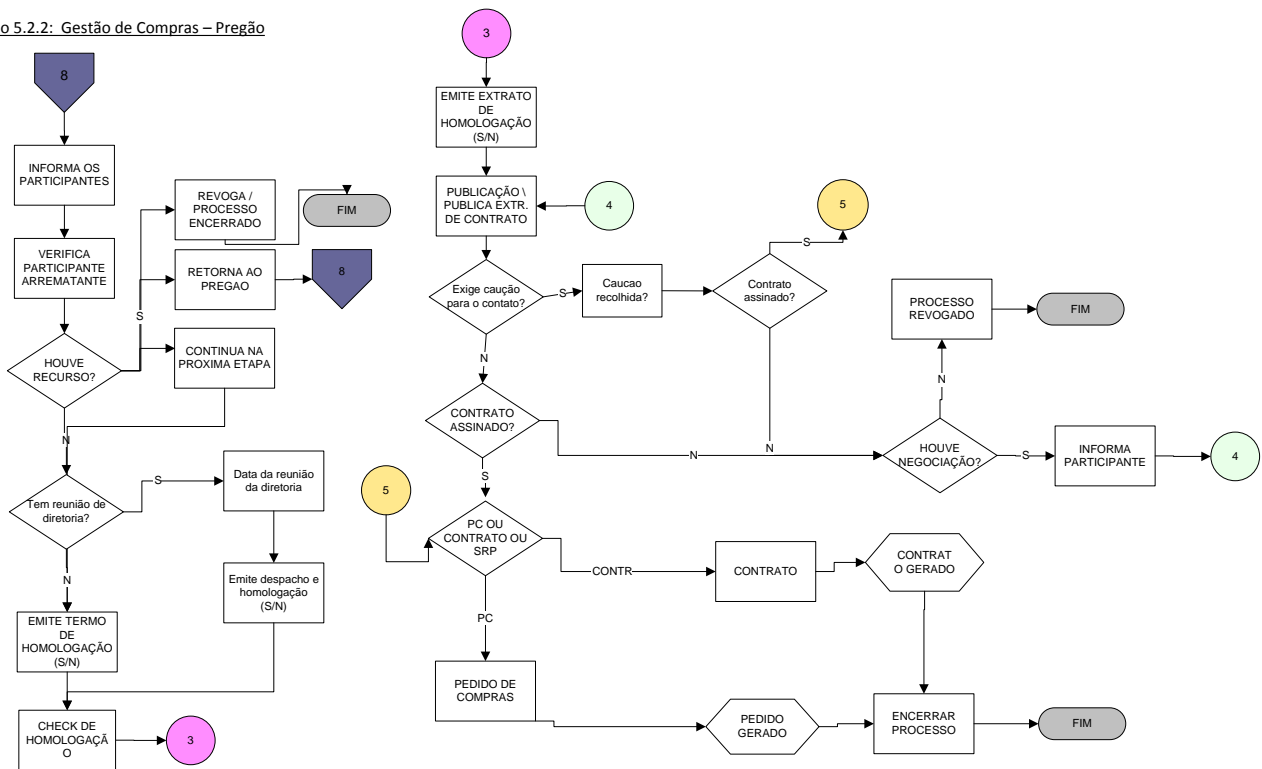 o 5.2.2: Gestão de Compras – Pregão
8
INFORMA OS
PARTICIPANTES
VERIFICA
PARTICIPANTE
ARREMATANTE
HOUVE
RECURSO?
S
REVOGA /
PROCESSO
ENCERRADO
FIM
RETORNA AO
PREGAO
8
CONTINUA NA
PROXIMA ETAPA
N
Tem reunião de
diretoria?
S
Data da reunião
da diretoria
Emite despacho e
homologação
(S/N)
N
EMITE TERMO
DE
HOMOLOGAÇÃO
(S/N)
CHECK DE
HOMOLOGAÇÃ
O
3
3
EMITE EXTRATO
DE
HOMOLOGAÇÃO
(S/N)
PUBLICAÇÃO \
PUBLICA EXTR.
DE CONTRATO
4
Exige caução
para o contato?
S
Caucao
recolhida?
Contrato
assinado?
S
5
N
N
CONTRATO
ASSINADO?
N
HOUVE
NEGOCIAÇÃO?
N
PROCESSO
REVOGADO
FIM
S
INFORMA
PARTICIPANTE
4
S
5
PC OU
CONTRATO OU
SRP
CONTR
CONTRATO
CONTRAT
O GERADO
PC
PEDIDO DE
COMPRAS
PEDIDO
GERADO
ENCERRAR
PROCESSO
FIM